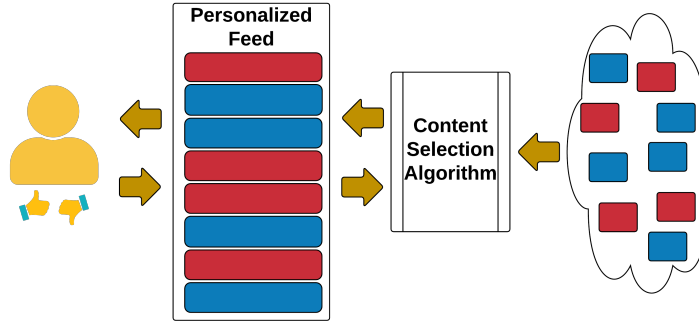 Personalized
Feed
Content
Selection
Algorithm